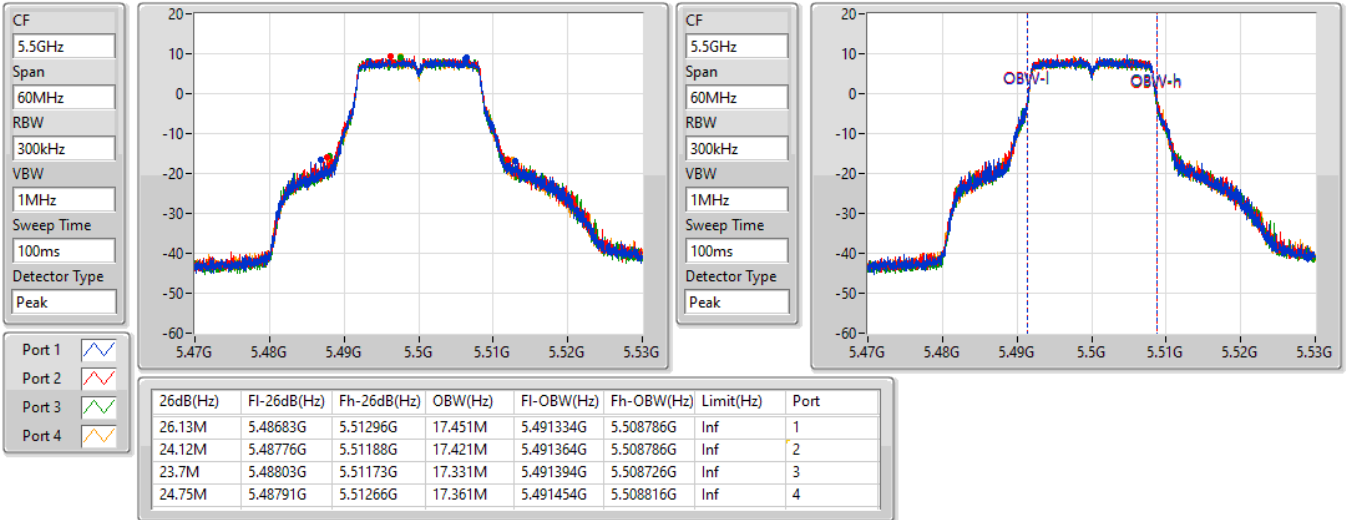 CF
5.5GHz
Span
60MHz
RBW
300kHz
VBW
1MHz
Sweep Time
100ms
Detector Type
Peak
20
10
0
-10
-20
-30
-40
-50
-60
5.47G 5.48G 5.49G 5.5G 5.51G 5.52G 5.53G
CF
5.5GHz
Span
60MHz
RBW
300kHz
VBW
1MHz
Sweep Time
100ms
Detector Type
Peak
20
10
0
-10
-20
-30
-40
-50
-60
OBW-l OBW-h
5.47G 5.48G 5.49G 5.5G 5.51G 5.52G 5.53G
Port 1
Port 2
Port 3
Port 4
26dB(Hz) Fl-26dB(Hz) Fh-26dB(Hz) OBW(Hz) Fl-OBW(Hz) Fh-OBW(Hz) Limit(Hz) Port
26.13M 5.48683G 5.51296G 17.451M 5.491334G 5.508786G Inf 1
24.12M 5.48776G 5.51188G 17.421M 5.491364G 5.508786G Inf 2
23.7M 5.48803G 5.51173G 17.331M 5.491394G 5.508726G Inf 3
24.75M 5.48791G 5.51266G 17.361M 5.491454G 5.508816G Inf 4